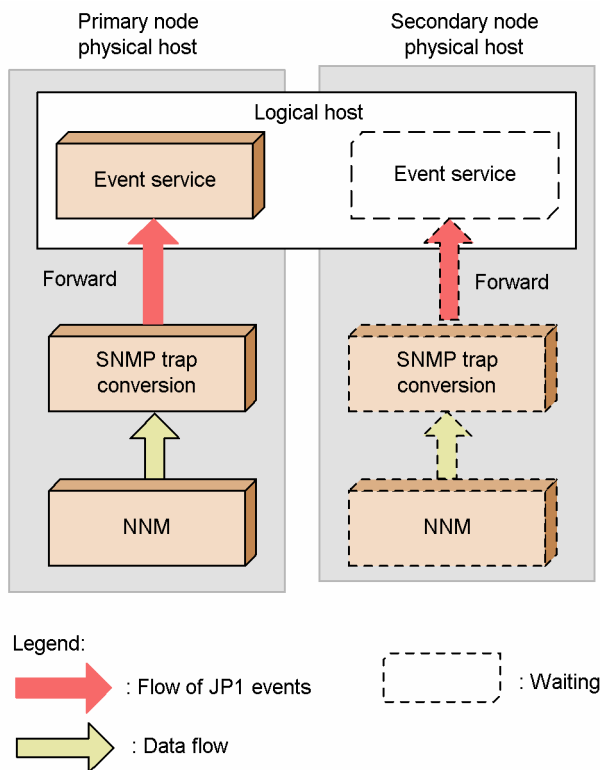 Primary node
physical host
Secondary node
physical host
Logical host
Event service
Event service
Forward
Forward
SNMP trap
conversion
SNMP trap
conversion
NNM
NNM
Legend:
: Flow of JP1 events
: Waiting
: Data flow